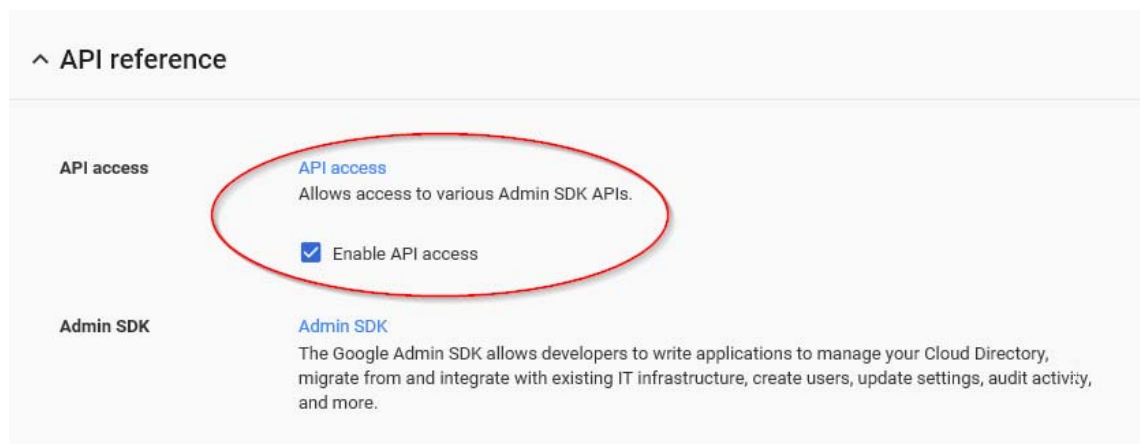 API reference
API access
API access
Allows access to various Admin SDK APIs.
Enable API access
Admin SDK
Admin SDK
The Google Admin SDK allows developers to write applications to manage your Cloud Directory,
migrate from and integrate with existing IT infrastructure, create users, update settings, audit activity,
and more.